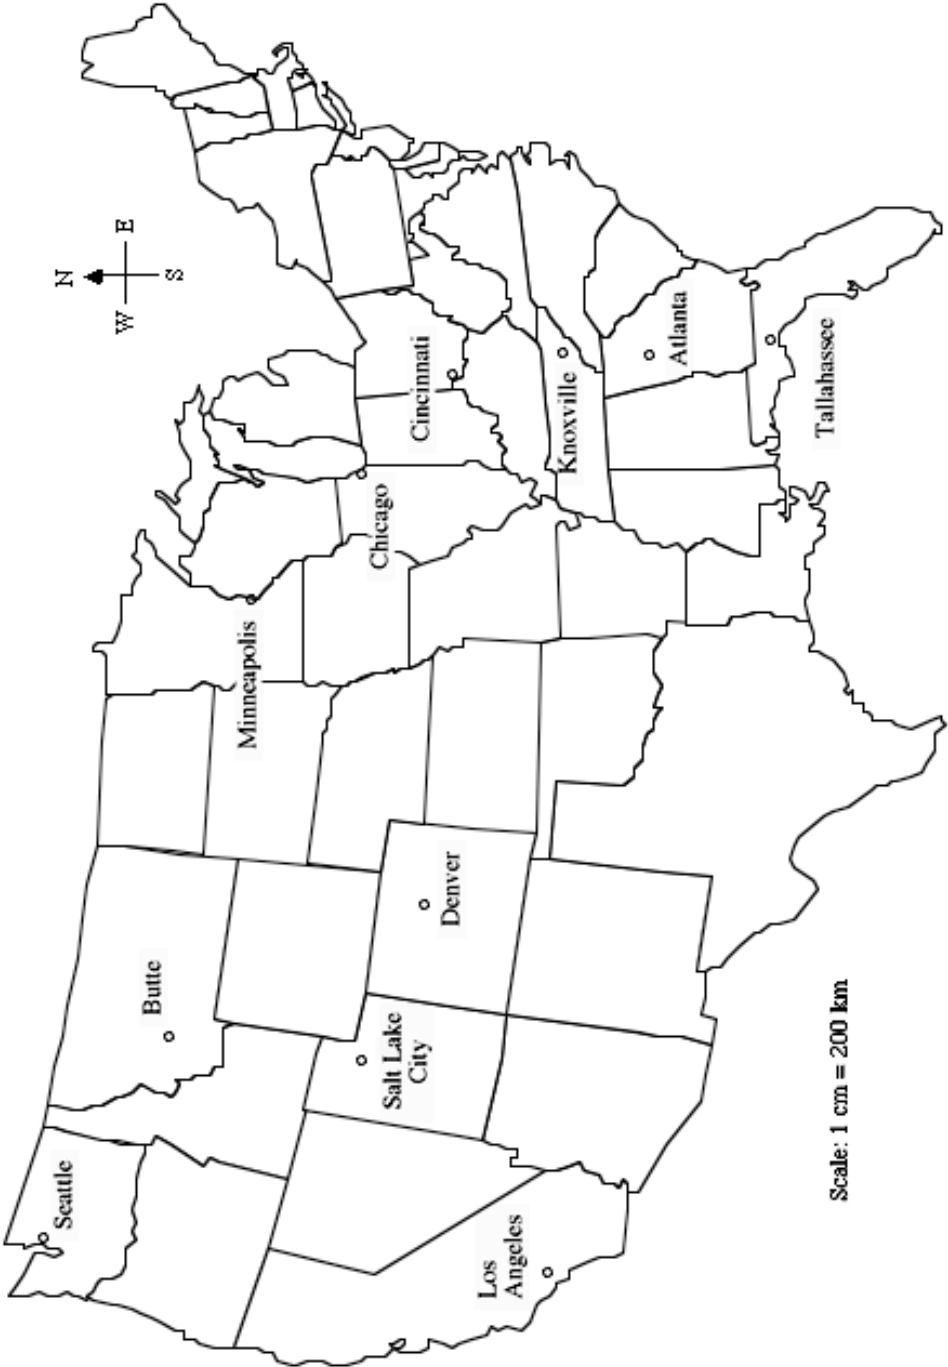 N
W
E
S
Seattle
Butte
Minneapolis
Chicago
Cincinnati
Knoxville
Atlanta
Tallahassee
Denver
Salt Lake
City
Los
Angeles
Scale: 1 cm = 200 km